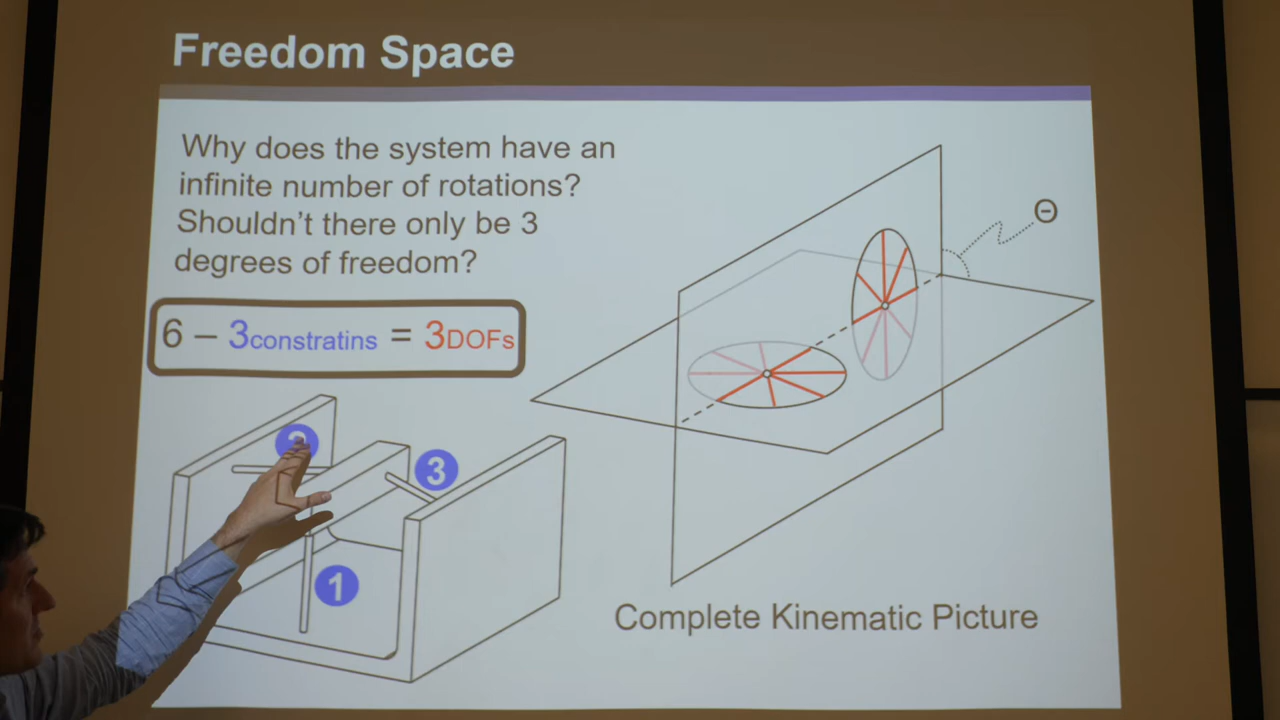 Freedom Space
Why does the system have an
infinite number of rotations?
Shouldn't there only be 3
degrees of freedom?
6 – 3constratins = 3DOFs
Θ
3
1
Complete Kinematic Picture